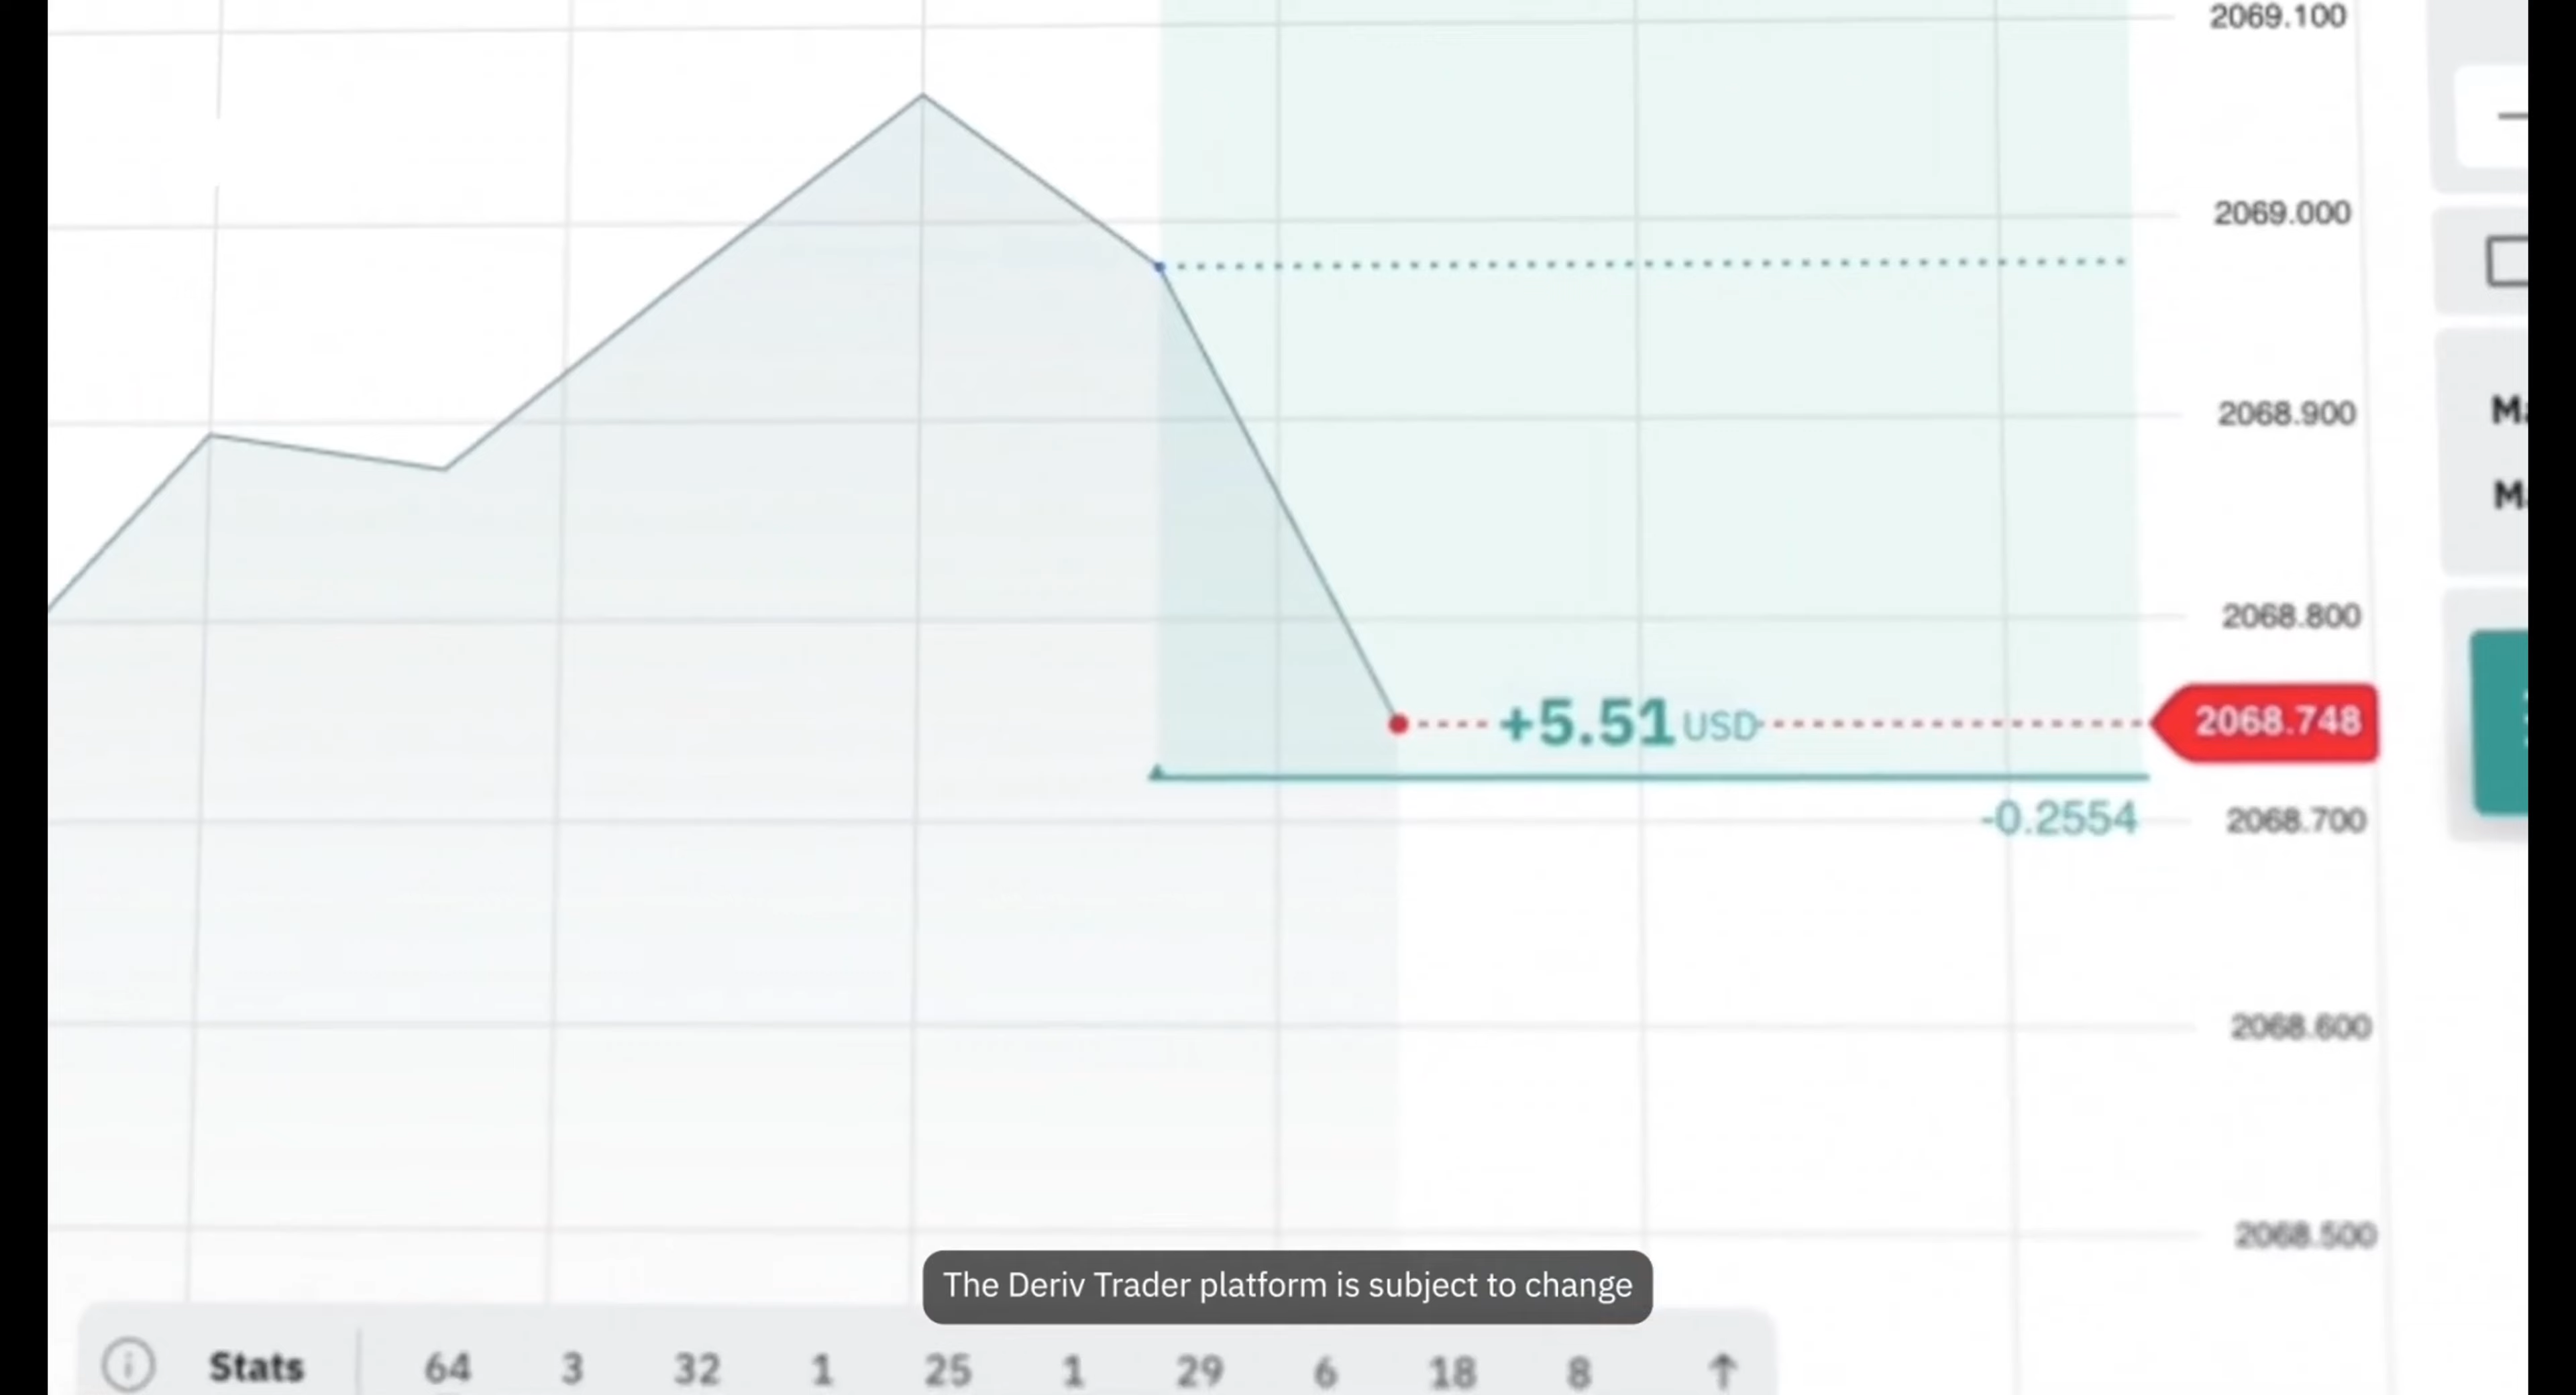 2069.100
2069.000
2068.900
Ma
M
2068.800
+5.51 USD
2068.748
-0.2554
2068.700
2068.600
2068.500
The Deriv Trader platform is subject to change
Stats 64 3 32 1 25 1 29 6 18 8 ↑